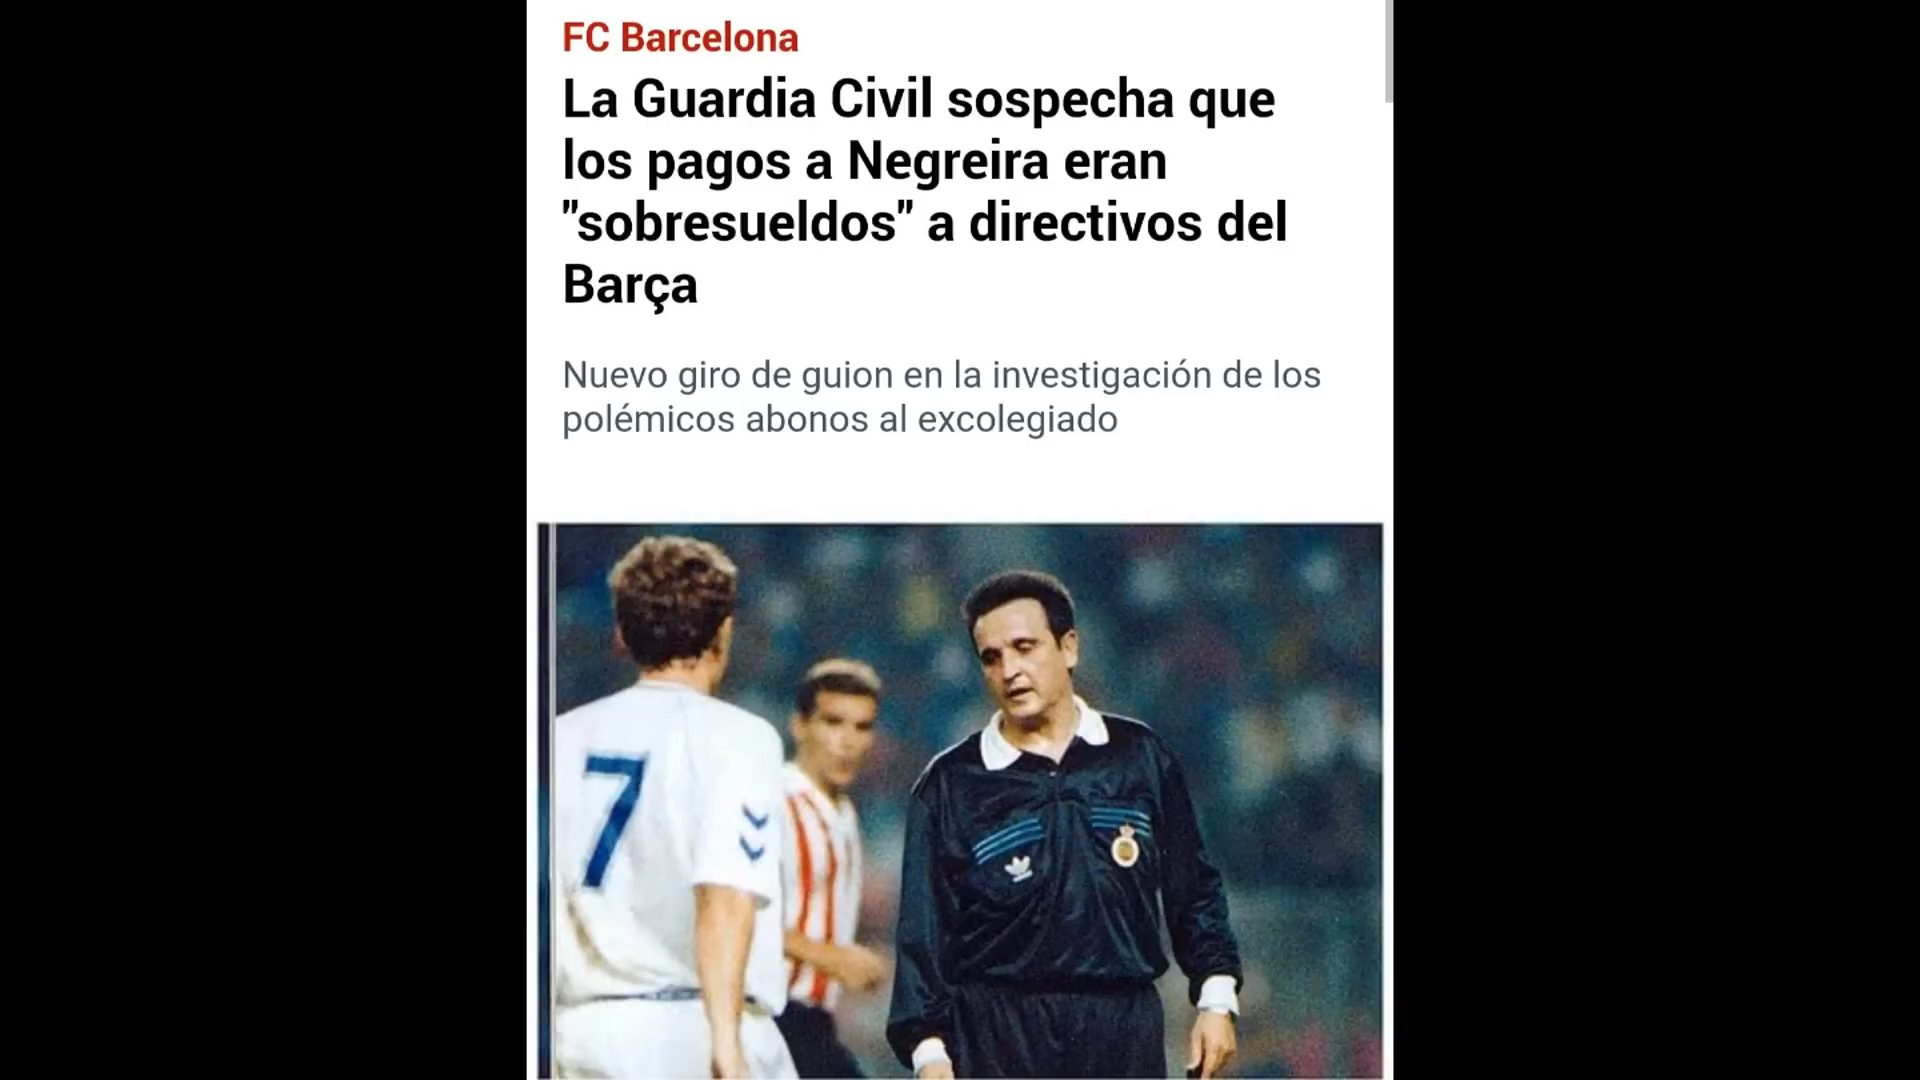 FC Barcelona
La Guardia Civil sospecha que
los pagos a Negreira eran
"sobresueldos" a directivos del
Barça
Nuevo giro de guion en la investigación de los
polémicos abonos al excolegiado
7